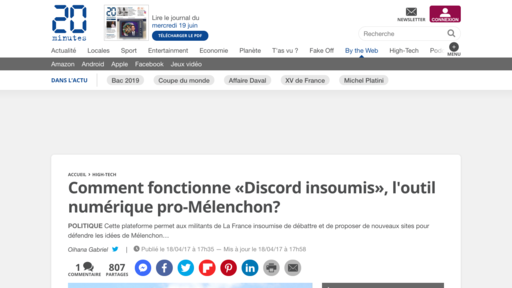 20
minutes
Lire le journal du
mercredi 19 juin
TÉLÉCHARGER LE PDF
NEWSLETTER
CONNEXION
Recherche
Actualité Locales Sport Entertainment Economie Planète T'as vu ? Fake Off By the Web High-Tech Pod
MENU
Amazon Android Apple Facebook Jeux vidéo
DANS L'ACTU Bac 2019 Coupe du monde Affaire Daval XV de France Michel Platini
ACCUEIL > HIGH-TECH
Comment fonctionne «Discord insoumis», l'outil
numérique pro-Mélenchon?
POLITIQUE Cette plateforme permet aux militants de La France insoumise de débattre et de proposer de nouveaux sites pour
défendre les idées de Mélenchon...
Oihana Gabriel | Publié le 18/04/17 à 17h35 — Mis à jour le 18/04/17 à 17h58
1
COMMENTAIRE
807
PARTAGES